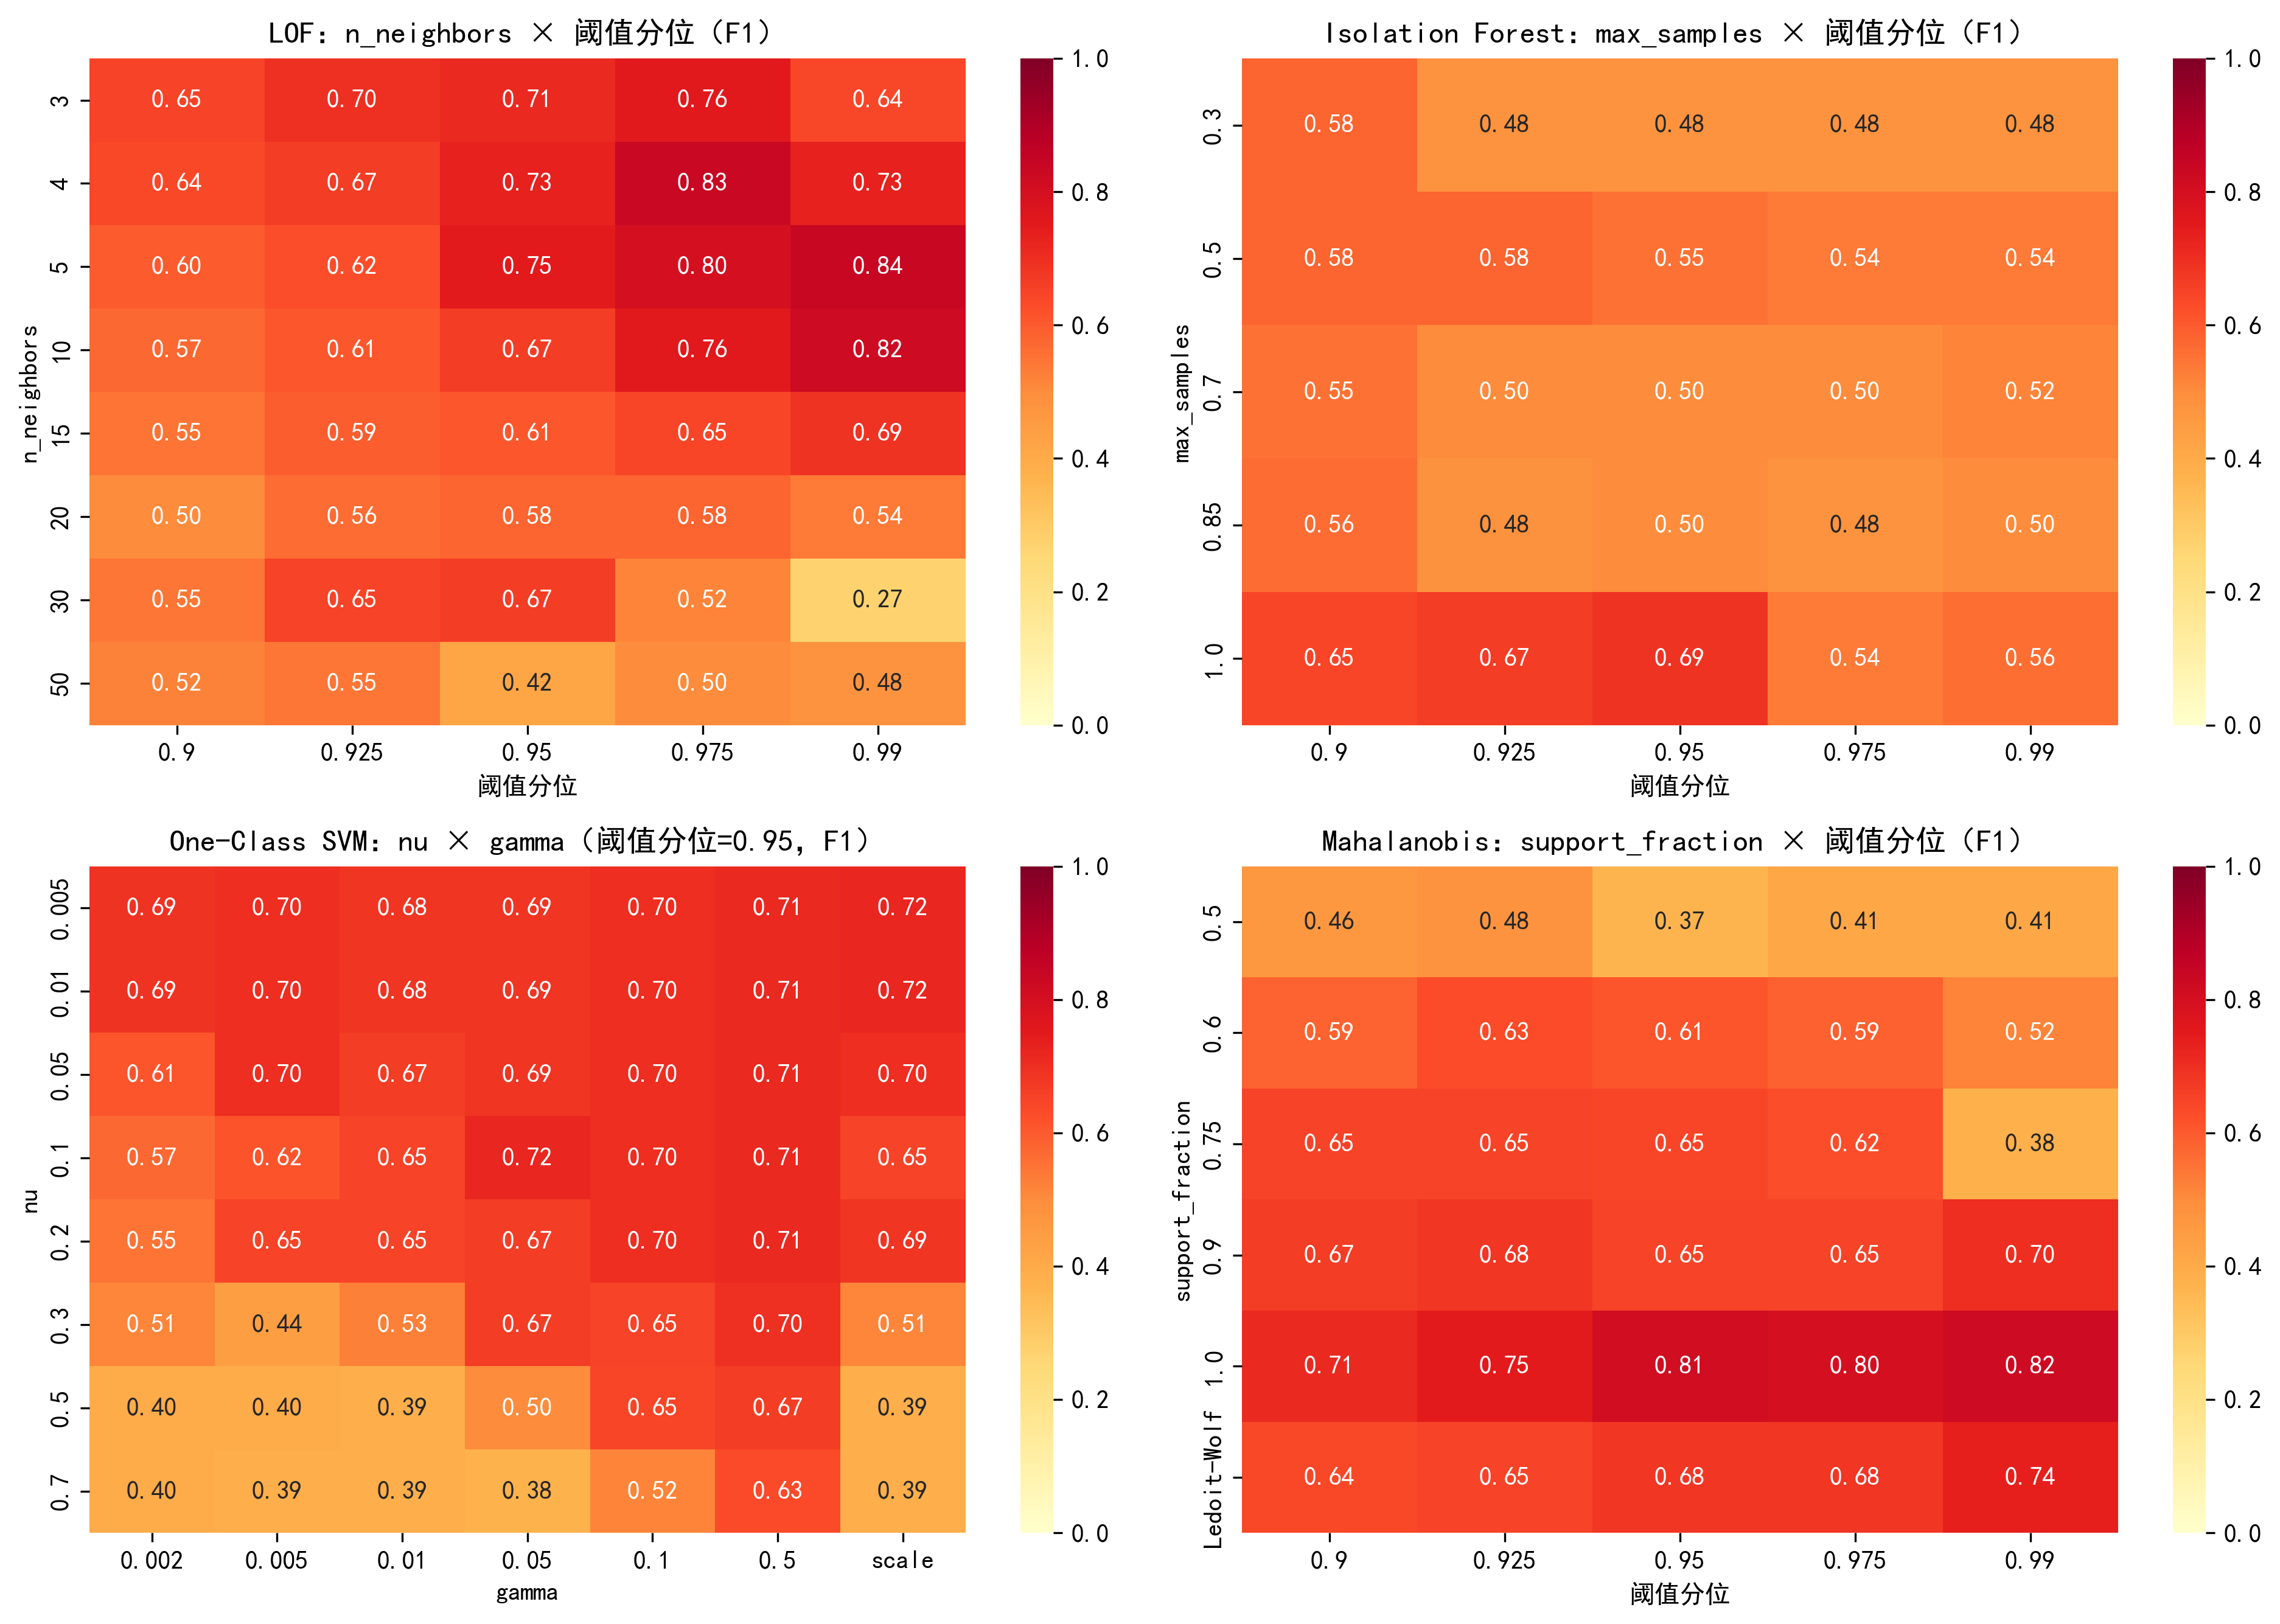 LOF: n_neighbors × 阈值分位 (F1)
n_neighbors
3 0.65 0.70 0.71 0.76 0.64
4 0.64 0.67 0.73 0.83 0.73
5 0.60 0.62 0.75 0.80 0.84
10 0.57 0.61 0.67 0.76 0.82
15 0.55 0.59 0.61 0.65 0.69
20 0.50 0.56 0.58 0.58 0.54
30 0.55 0.65 0.67 0.52 0.27
50 0.52 0.55 0.42 0.50 0.48
0.9 0.925 0.95 0.975 0.99
阈值分位
1.0
0.8
0.6
0.4
0.2
0.0
Isolation Forest: max_samples × 阈值分位 (F1)
max_samples
0.3 0.58 0.48 0.48 0.48 0.48
0.5 0.58 0.58 0.55 0.54 0.54
0.7 0.55 0.50 0.50 0.50 0.52
0.85 0.56 0.48 0.50 0.48 0.50
1.0 0.65 0.67 0.69 0.54 0.56
0.9 0.925 0.95 0.975 0.99
阈值分位
1.0
0.8
0.6
0.4
0.2
0.0
One-Class SVM: nu × gamma (阈值分位=0.95, F1)
nu
0.005 0.69 0.70 0.68 0.69 0.70 0.71 0.72
0.01 0.69 0.70 0.68 0.69 0.70 0.71 0.72
0.05 0.61 0.70 0.67 0.69 0.70 0.71 0.70
0.1 0.57 0.62 0.65 0.72 0.70 0.71 0.65
0.2 0.55 0.65 0.65 0.67 0.70 0.71 0.69
0.3 0.51 0.44 0.53 0.67 0.65 0.70 0.51
0.5 0.40 0.40 0.39 0.50 0.65 0.67 0.39
0.7 0.40 0.39 0.39 0.38 0.52 0.63 0.39
0.002 0.005 0.01 0.05 0.1 0.5 scale
gamma
1.0
0.8
0.6
0.4
0.2
0.0
Mahalanobis: support_fraction × 阈值分位 (F1)
support_fraction
0.5 0.46 0.48 0.37 0.41 0.41
0.6 0.59 0.63 0.61 0.59 0.52
0.75 0.65 0.65 0.65 0.62 0.38
0.9 0.67 0.68 0.65 0.65 0.70
1.0 0.71 0.75 0.81 0.80 0.82
Ledoit-Wolf 0.64 0.65 0.68 0.68 0.74
0.9 0.925 0.95 0.975 0.99
阈值分位
1.0
0.8
0.6
0.4
0.2
0.0